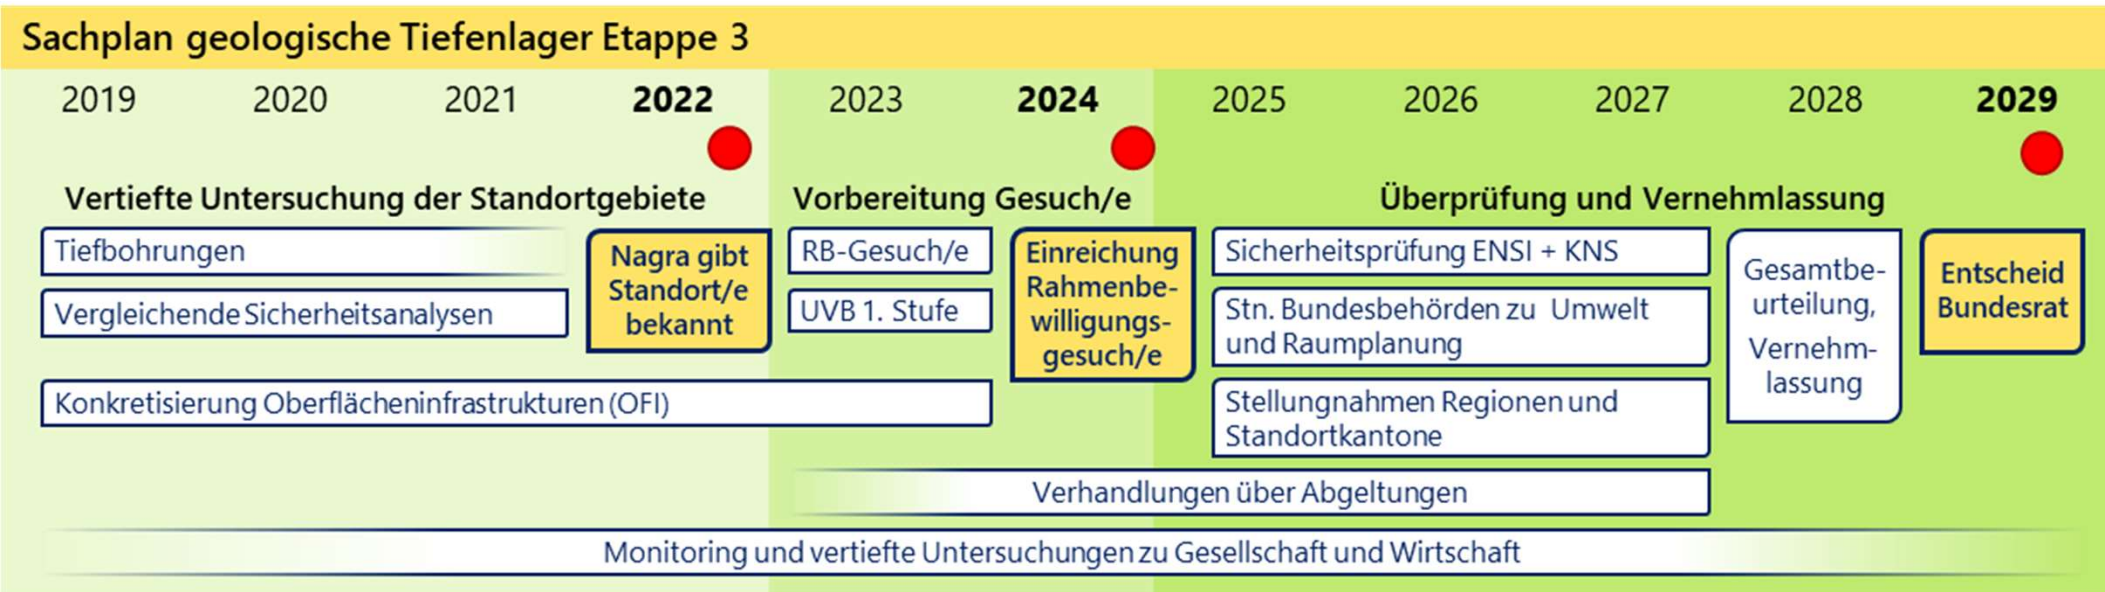 Sachplan geologische Tiefenlager Etappe 3
2019 2020 2021 2022 2023 2024 2025 2026 2027 2028 2029
Vertiefte Untersuchung der Standortgebiete
Vorbereitung Gesuch/e
Überprüfung und Vernehmlassung
Tiefbohrungen
Vergleichende Sicherheitsanalysen
Nagra gibt
Standort/e
bekannt
RB-Gesuch/e
UVB 1. Stufe
Einreichung
Rahmenbe-
willigungs-
gesuch/e
Sicherheitsprüfung ENSI + KNS
Stn. Bundesbehörden zu Umwelt
und Raumplanung
Stellungnahmen Regionen und
Standortkantone
Gesamtbe-
urteilung,
Vernehm-
lassung
Entscheid
Bundesrat
Konkretisierung Oberflächeninfrastrukturen (OFI)
Verhandlungen über Abgeltungen
Monitoring und vertiefte Untersuchungen zu Gesellschaft und Wirtschaft